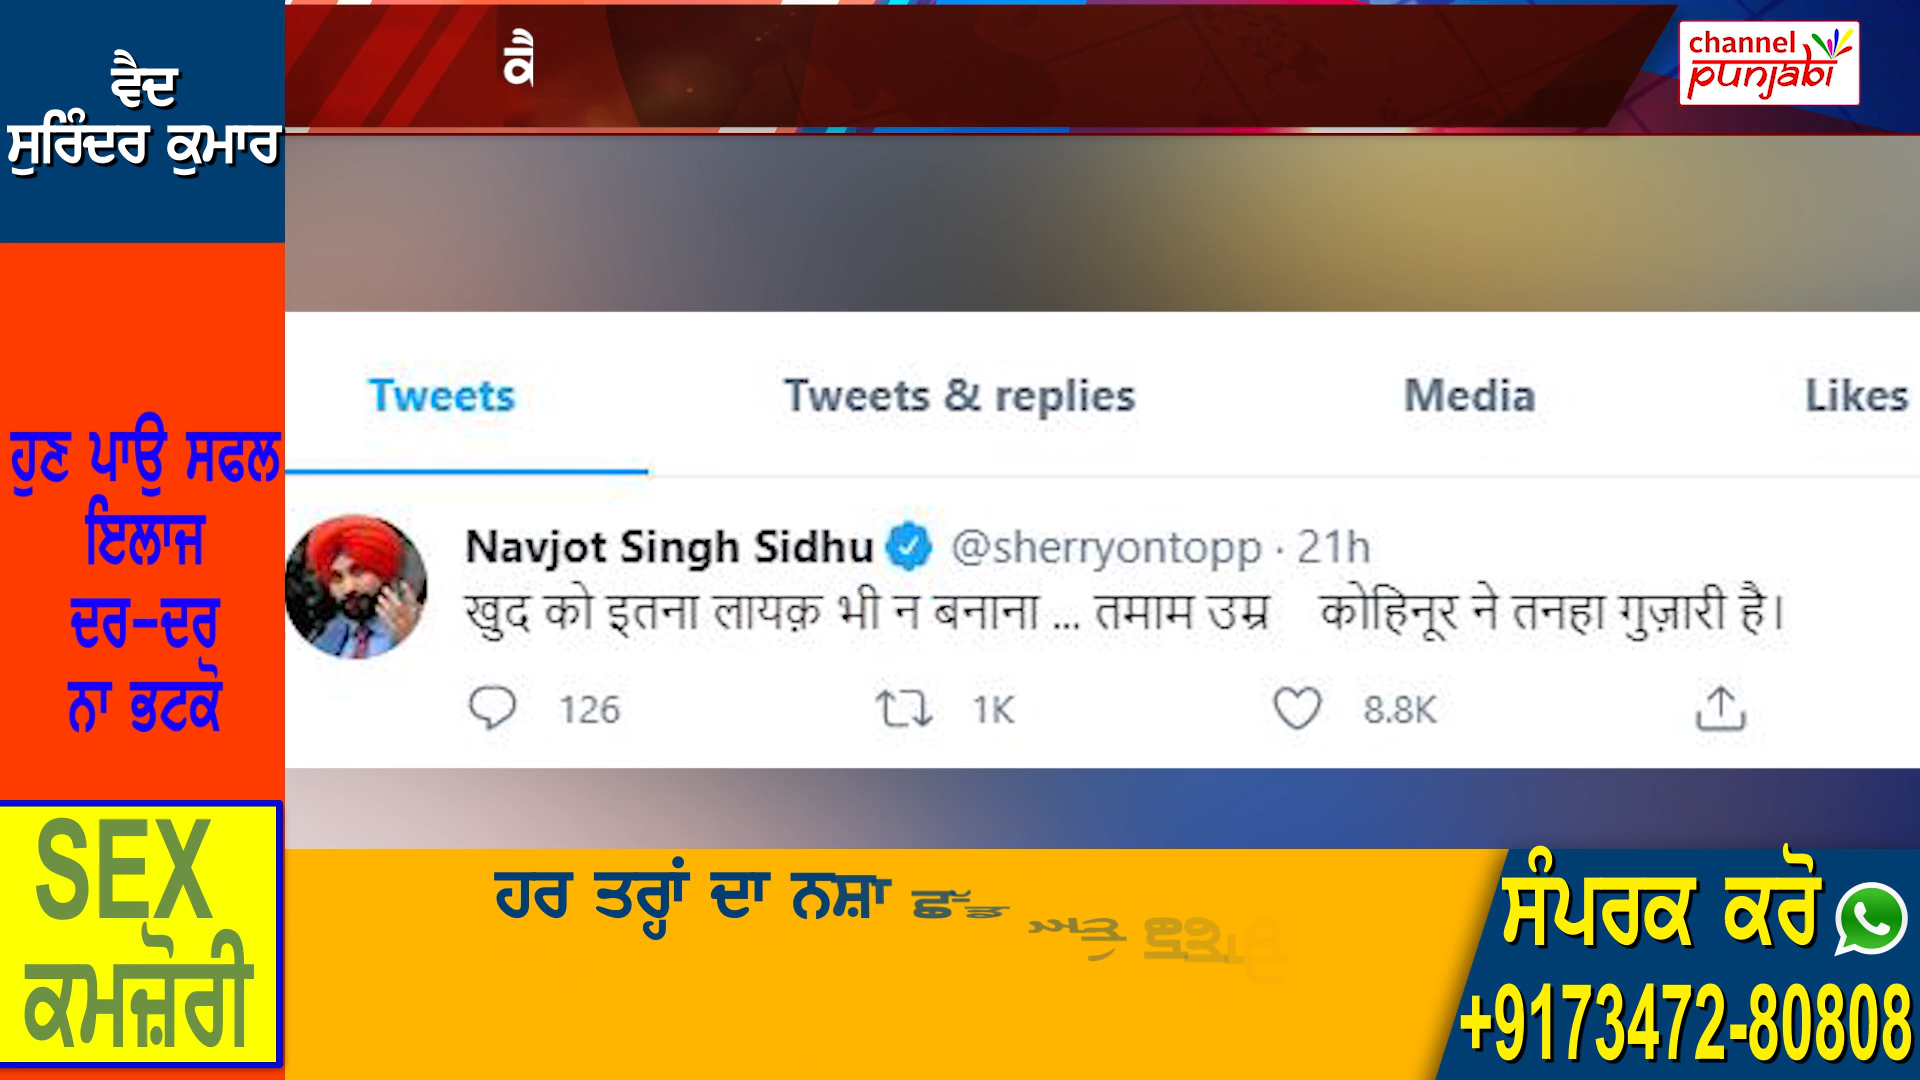 ਵੈਦ
ਸੁਰਿੰਦਰ ਕੁਮਾਰ
ਹੁਣ ਪਾਉ ਸਫਲ
ਇਲਾਜ
ਦਰ-ਦਰ
ਨਾ ਭਟਕੋ
SEX
ਕਮਜ਼ੋਰੀ
channel
punjabi
Tweets Tweets & replies Media Likes
Navjot Singh Sidhu @sherryontopp · 21h
खुद को इतना लायक़ भी न बनाना ... तमाम उम्र कोहिनूर ने तनहा गुज़ारी है।
126 1K 8.8K
ਹਰ ਤਰ੍ਹਾਂ ਦਾ ਨਸ਼ਾ
ਸੰਪਰਕ ਕਰੋ
+9173472-80808